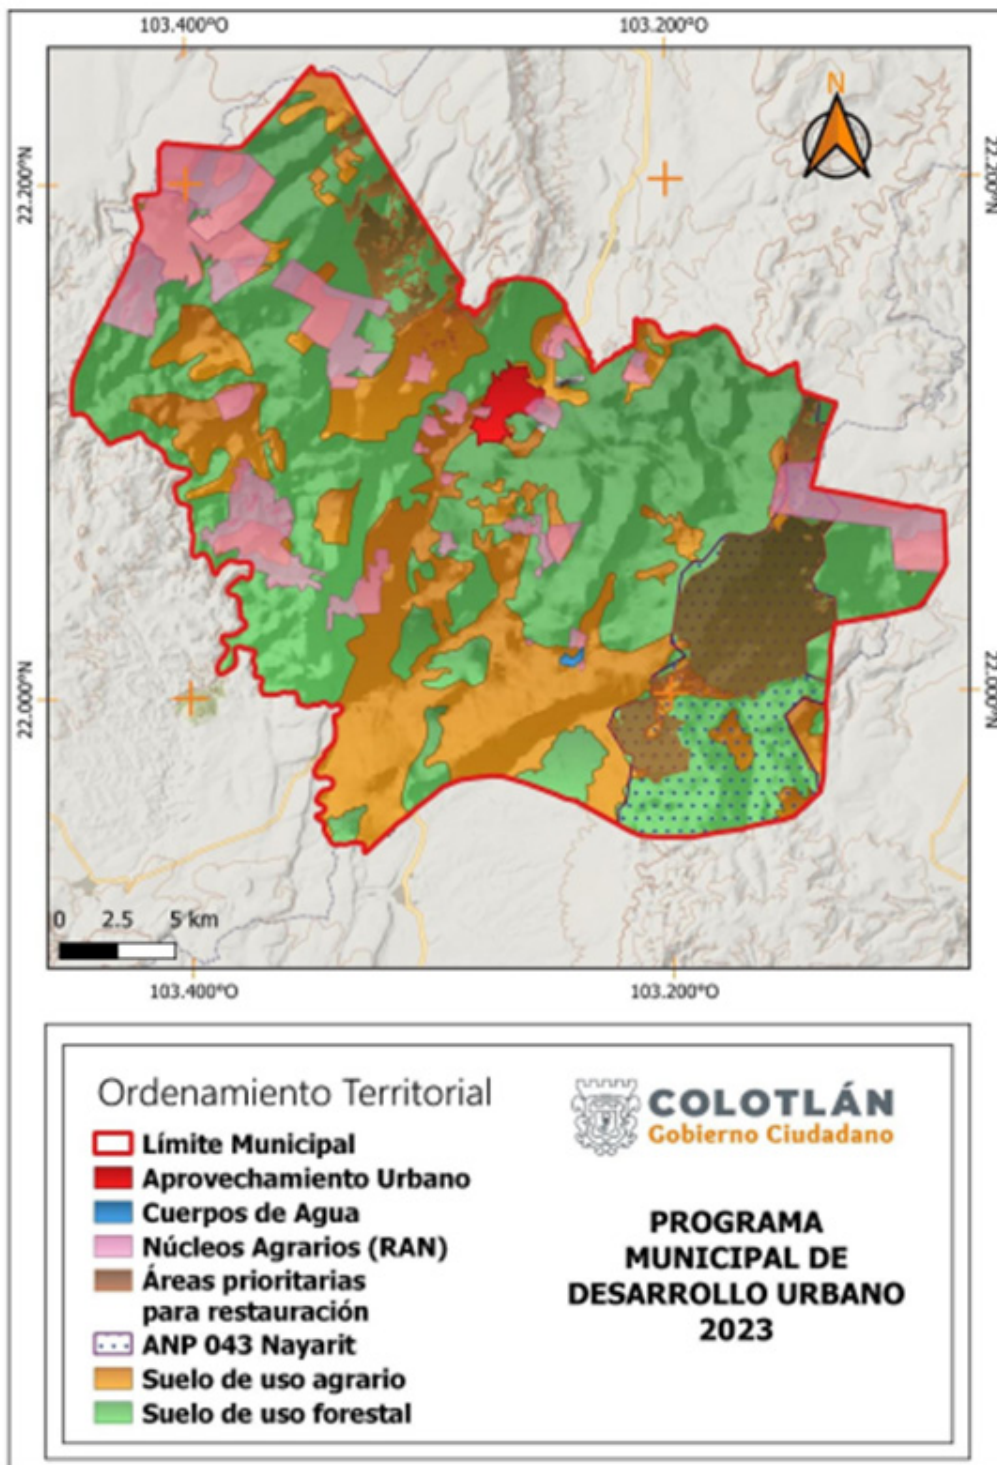 103.400°O
103.200°O
N
22.200°N
22.200°N
22.000°N
22.000°N
0 2.5 5 km
103.400°O
103.200°O
Ordenamiento Territorial
Límite Municipal
Aprovechamiento Urbano
Cuerpos de Agua
Núcleos Agrarios (RAN)
Áreas prioritarias
para restauración
ANP 043 Nayarit
Suelo de uso agrario
Suelo de uso forestal
COLOTLÁN
Gobierno Ciudadano
PROGRAMA
MUNICIPAL DE
DESARROLLO URBANO
2023